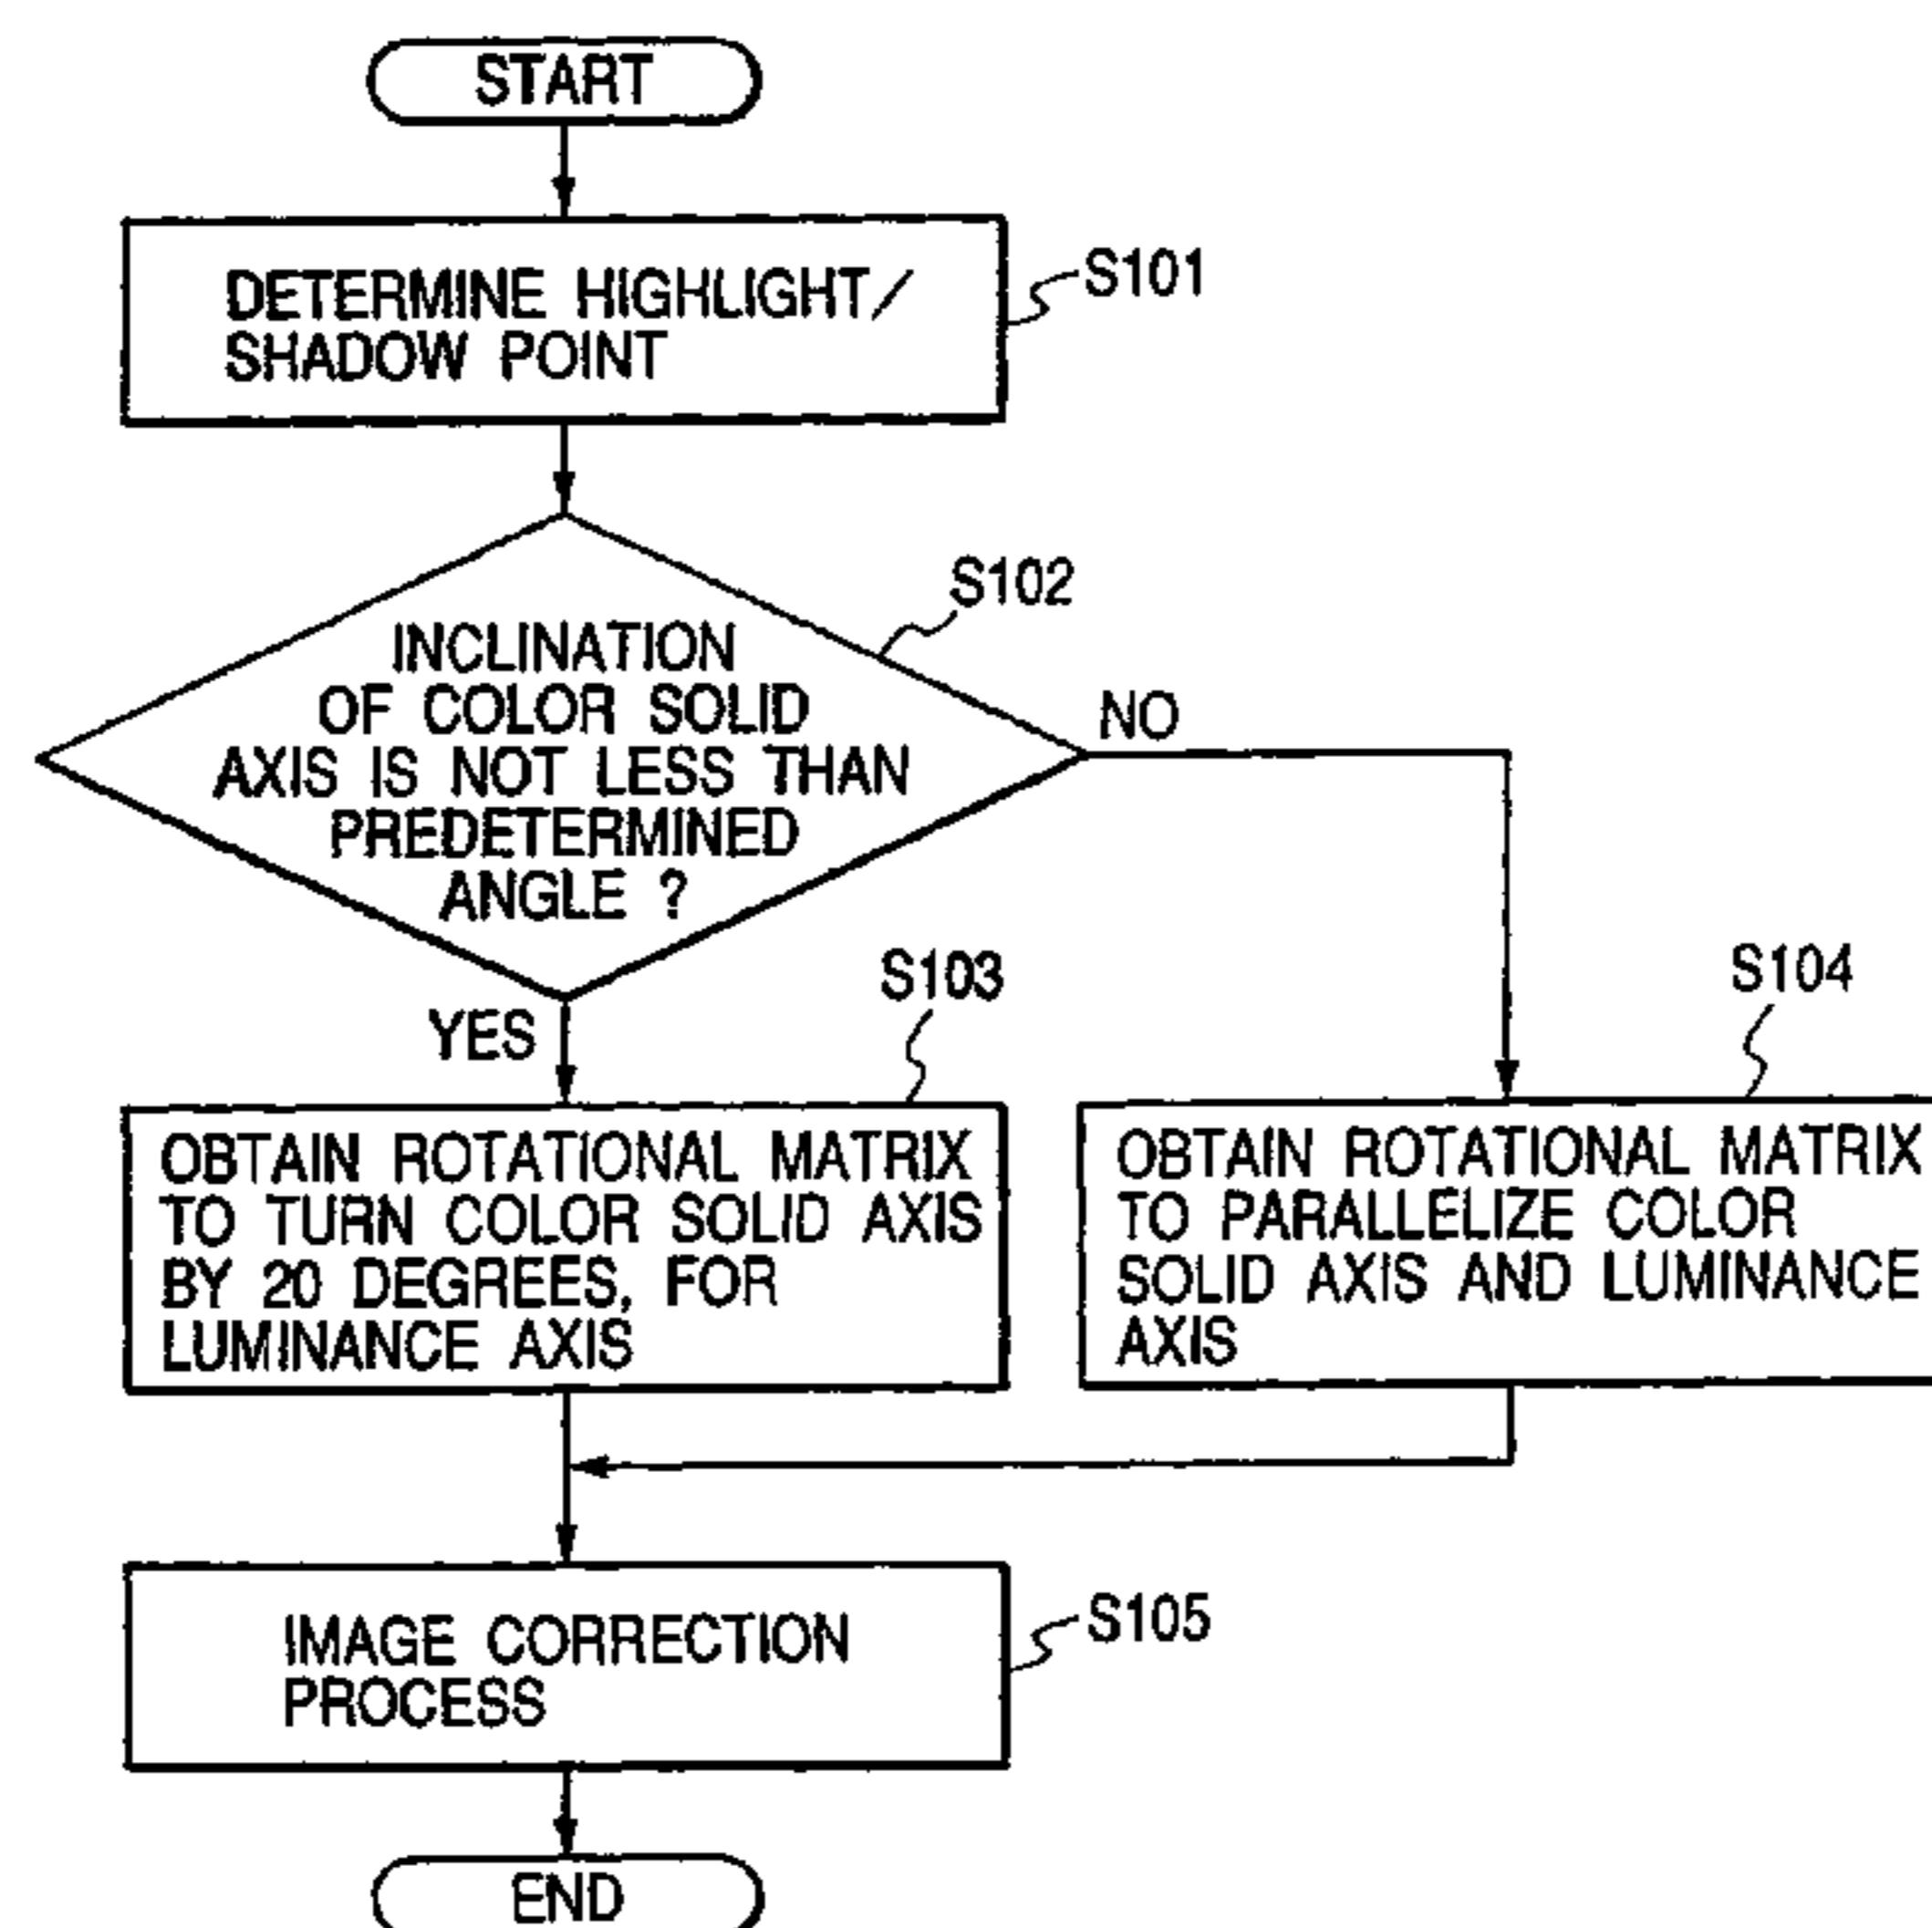 START
DETERMINE HIGHLIGHT/
SHADOW POINT
S101
S102
INCLINATION
OF COLOR SOLID
AXIS IS NOT LESS THAN
PREDETERMINED
ANGLE ?
NO
YES
S103
OBTAIN ROTATIONAL MATRIX
TO TURN COLOR SOLID AXIS
BY 20 DEGREES, FOR
LUMINANCE AXIS
S104
OBTAIN ROTATIONAL MATRIX
TO PARALLELIZE COLOR
SOLID AXIS AND LUMINANCE
AXIS
IMAGE CORRECTION
PROCESS
S105
END